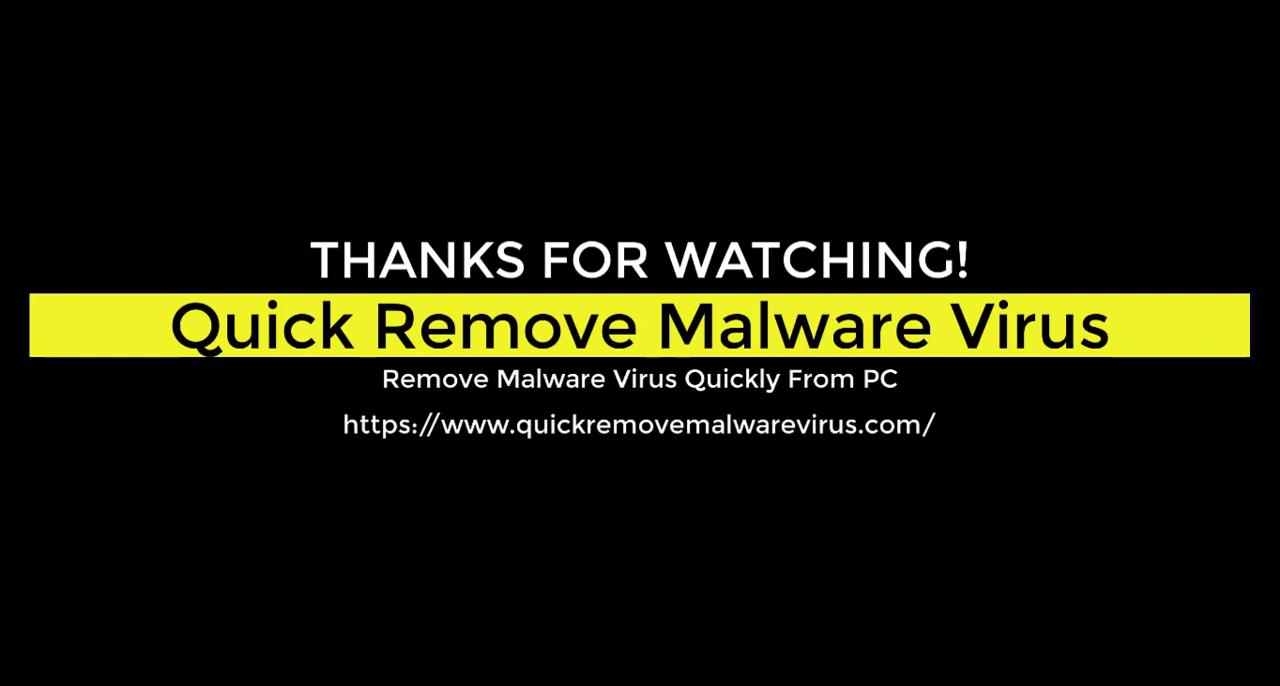 THANKS FOR WATCHING!
Quick Remove Malware Virus
Remove Malware Virus Quickly From PC
https://www.quickremovemalwarevirus.com/